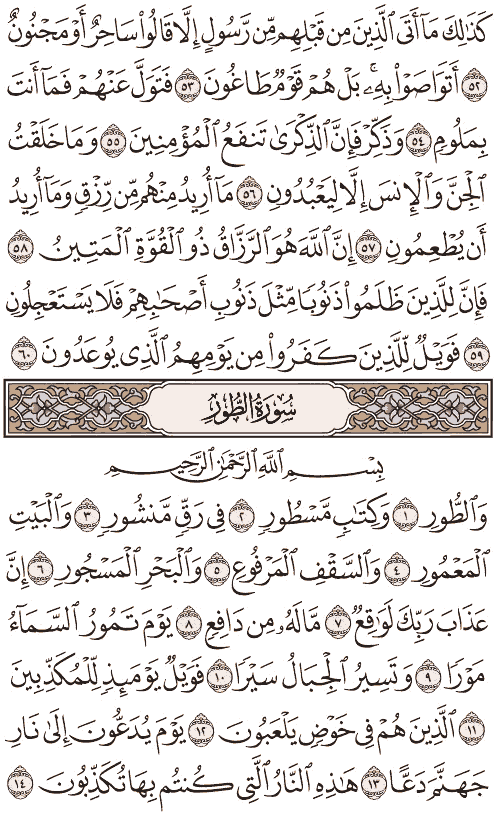 كَذَٰلِكَ مَآ أَتَى ٱلَّذِينَ مِن قَبْلِهِم مِّن رَّسُولٍ إِلَّا قَالُوا۟ سَاحِرٌ أَوْ مَجْنُونٌ
٥٢ أَتَوَاصَوْا۟ بِهِۦ ۚ بَلْ هُمْ قَوْمٌ طَاغُونَ ٥٣ فَتَوَلَّ عَنْهُمْ فَمَآ أَنتَ
بِمَلُومٍ ٥٤ وَذَكِّرْ فَإِنَّ ٱلذِّكْرَىٰ تَنفَعُ ٱلْمُؤْمِنِينَ ٥٥ وَمَا خَلَقْتُ
ٱلْجِنَّ وَٱلْإِنسَ إِلَّا لِيَعْبُدُونِ ٥٦ مَآ أُرِيدُ مِنْهُم مِّن رِّزْقٍ وَمَآ أُرِيدُ
أَن يُطْعِمُونِ ٥٧ إِنَّ ٱللَّهَ هُوَ ٱلرَّزَّاقُ ذُو ٱلْقُوَّةِ ٱلْمَتِينُ ٥٨
فَإِنَّ لِلَّذِينَ ظَلَمُوا۟ ذَنُوبًا مِّثْلَ ذَنُوبِ أَصْحَٰبِهِمْ فَلَا يَسْتَعْجِلُونِ
٥٩ فَوَيْلٌ لِّلَّذِينَ كَفَرُوا۟ مِن يَوْمِهِمُ ٱلَّذِى يُوعَدُونَ ٦٠
سُورَةُ الطُّورِ
بِسْمِ ٱللَّهِ ٱلرَّحْمَٰنِ ٱلرَّحِيمِ
وَٱلطُّورِ ١ وَكِتَٰبٍ مَّسْطُورٍ ٢ فِى رَقٍّ مَّنشُورٍ ٣ وَٱلْبَيْتِ
ٱلْمَعْمُورِ ٤ وَٱلسَّقْفِ ٱلْمَرْفُوعِ ٥ وَٱلْبَحْرِ ٱلْمَسْجُورِ ٦ إِنَّ
عَذَابَ رَبِّكَ لَوَٰقِعٌ ٧ مَّا لَهُۥ مِن دَافِعٍ ٨ يَوْمَ تَمُورُ ٱلسَّمَآءُ
مَوْرًا ٩ وَتَسِيرُ ٱلْجِبَالُ سَيْرًا ١٠ فَوَيْلٌ يَوْمَئِذٍ لِّلْمُكَذِّبِينَ
١١ ٱلَّذِينَ هُمْ فِى خَوْضٍ يَلْعَبُونَ ١٢ يَوْمَ يُدَعُّونَ إِلَىٰ نَارِ
جَهَنَّمَ دَعًّا ١٣ هَٰذِهِ ٱلنَّارُ ٱلَّتِى كُنتُم بِهَا تُكَذِّبُونَ ١٤